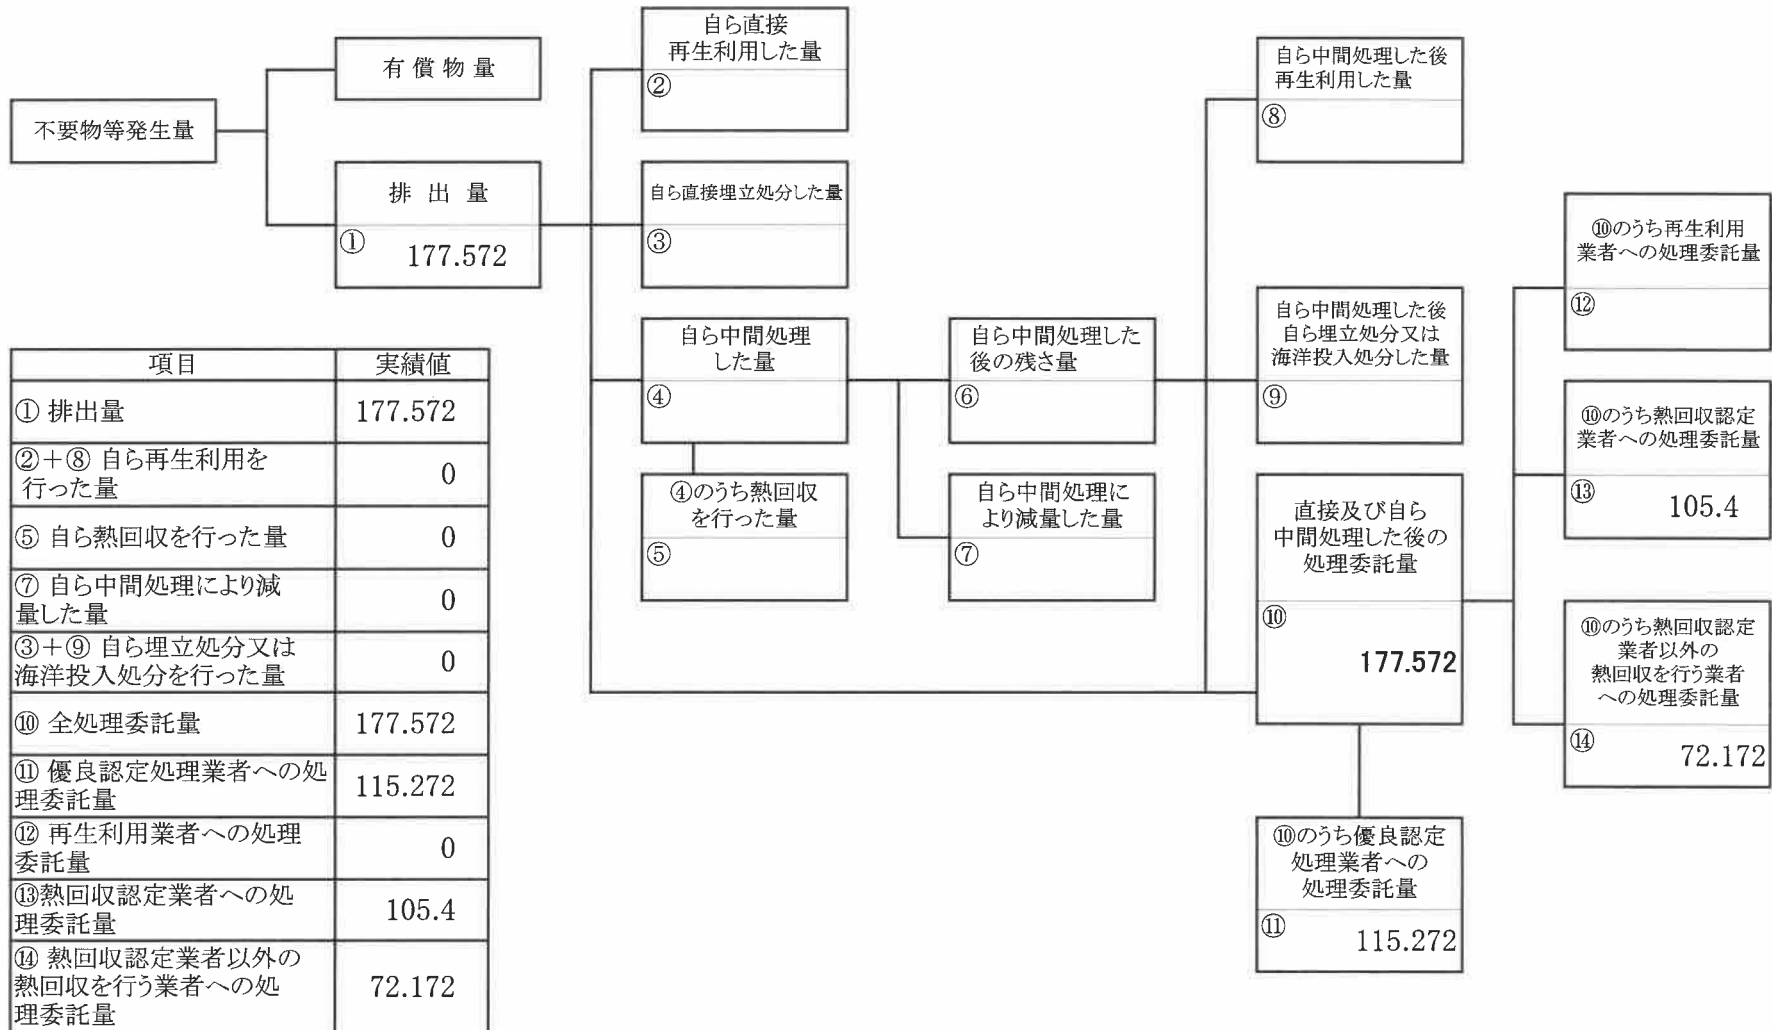 不要物等発生量
有償物量
排出量
① 177.572
自ら直接
再生利用した量
②
自ら直接埋立処分した量
③
自ら中間処理
した量
④
④のうち熱回収
を行った量
⑤
自ら中間処理した
後の残さ量
⑥
自ら中間処理に
より減量した量
⑦
自ら中間処理した後
再生利用した量
⑧
自ら中間処理した後
自ら埋立処分又は
海洋投入処分した量
⑨
直接及び自ら
中間処理した後の
処理委託量
⑩
177.572
⑩のうち優良認定
処理業者への
処理委託量
⑪ 115.272
⑩のうち再生利用
業者への処理委託量
⑫
⑩のうち熱回収認定
業者への処理委託量
⑬ 105.4
⑩のうち熱回収認定
業者以外の
熱回収を行う業者
への処理委託量
⑭ 72.172
項目 実績値
① 排出量 177.572
②+⑧ 自ら再生利用を
行った量 0
⑤ 自ら熱回収を行った量 0
⑦ 自ら中間処理により減
量した量 0
③+⑨ 自ら埋立処分又は
海洋投入処分を行った量 0
⑩ 全処理委託量 177.572
⑪ 優良認定処理業者への処
理委託量 115.272
⑫ 再生利用業者への処理
委託量 0
⑬熱回収認定業者への処
理委託量 105.4
⑭ 熱回収認定業者以外の
熱回収を行う業者への処
理委託量 72.172